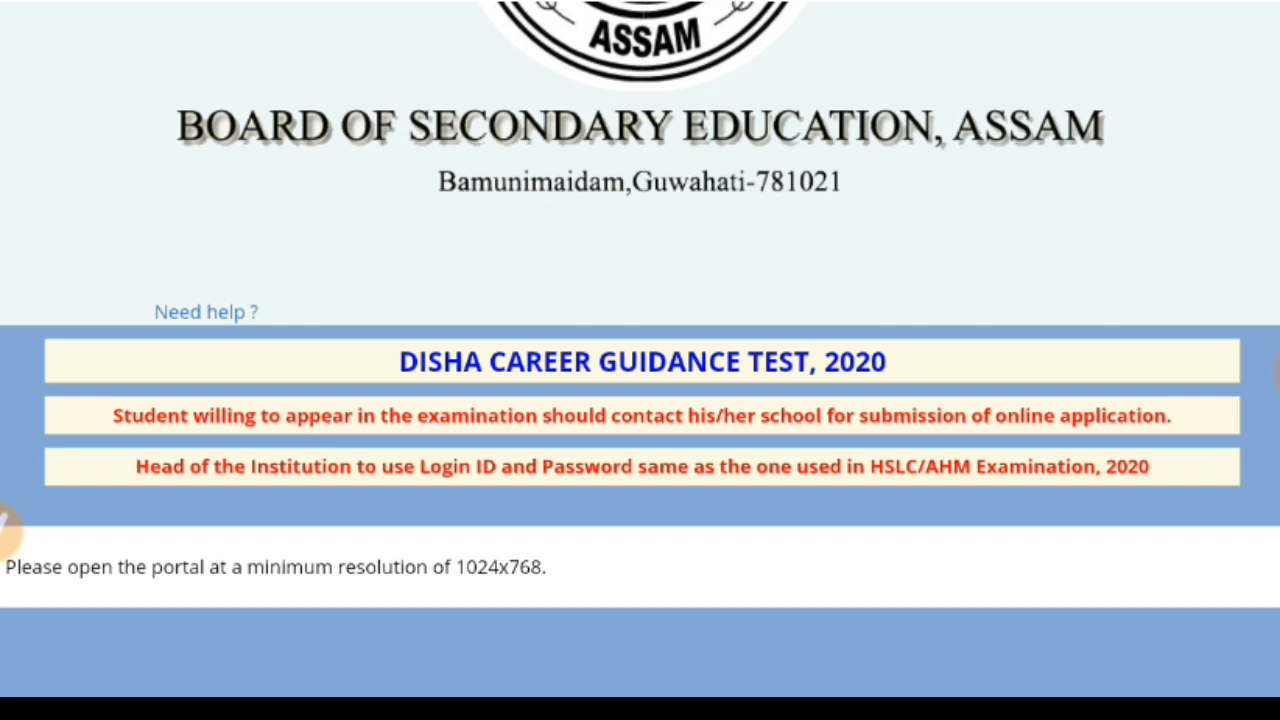 ASSAM
BOARD OF SECONDARY EDUCATION, ASSAM
Bamunimaidam,Guwahati-781021
Need help ?
DISHA CAREER GUIDANCE TEST, 2020
Student willing to appear in the examination should contact his/her school for submission of online application.
Head of the Institution to use Login ID and Password same as the one used in HSLC/AHM Examination, 2020
Please open the portal at a minimum resolution of 1024x768.